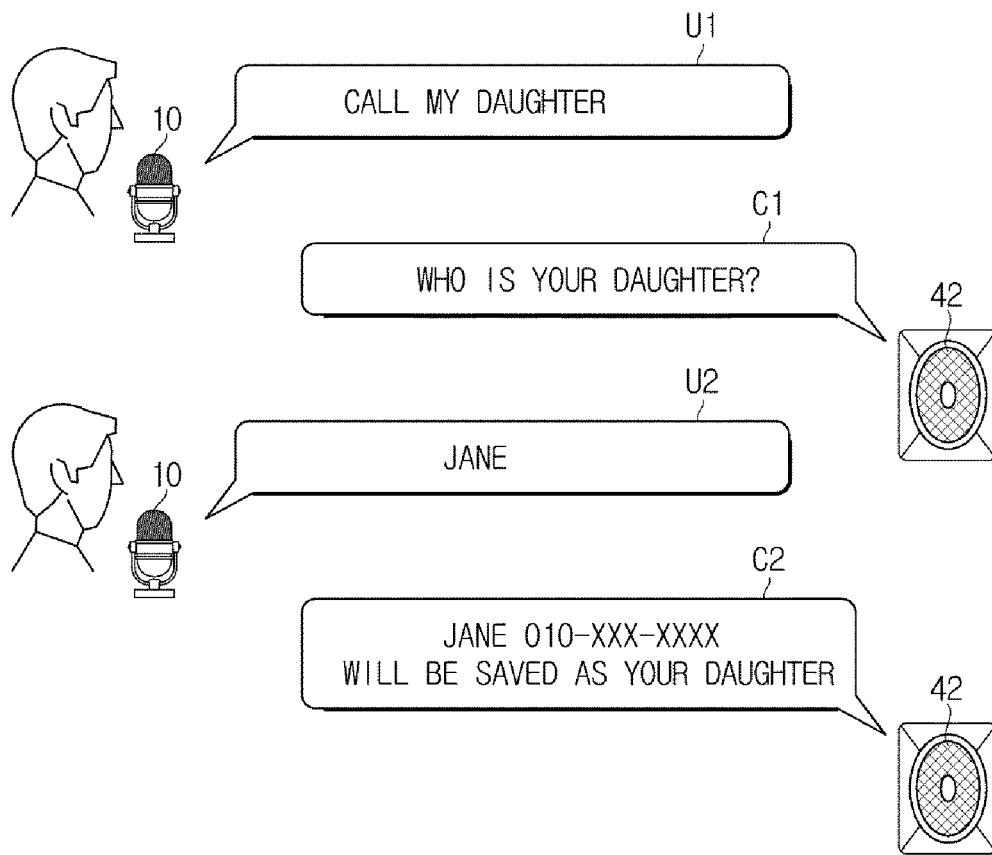 U1
CALL MY DAUGHTER
10
C1
WHO IS YOUR DAUGHTER?
42
U2
JANE
10
C2
JANE 010-XXX-XXXX
WILL BE SAVED AS YOUR DAUGHTER
42